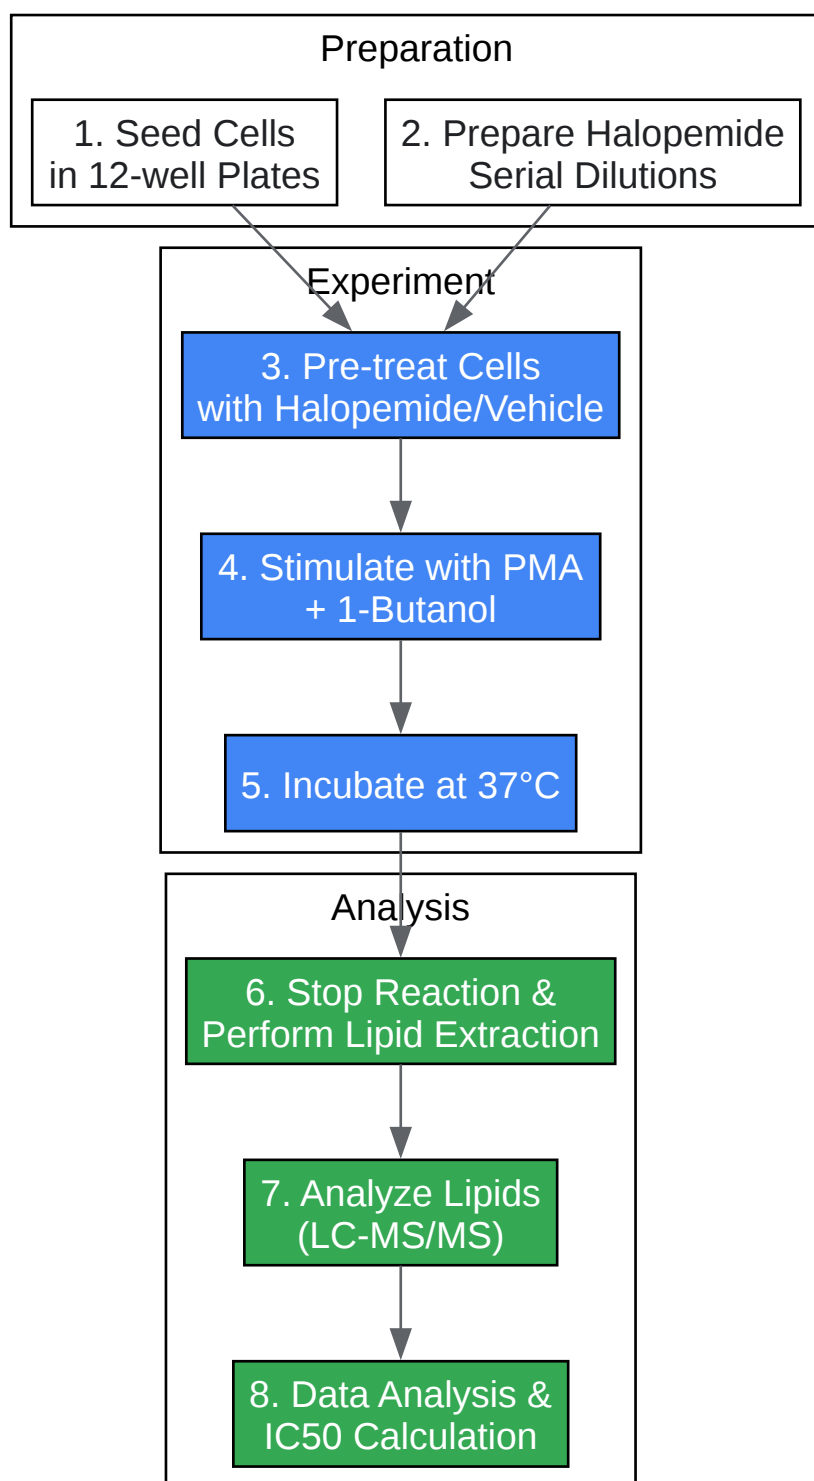 Preparation
1. Seed Cells
in 12-well Plates
2. Prepare Halopemide
Serial Dilutions
Experiment
3. Pre-treat Cells
with Halopemide/Vehicle
4. Stimulate with PMA
+ 1-Butanol
5. Incubate at 37°C
Analysis
6. Stop Reaction &
Perform Lipid Extraction
7. Analyze Lipids
(LC-MS/MS)
8. Data Analysis &
IC50 Calculation